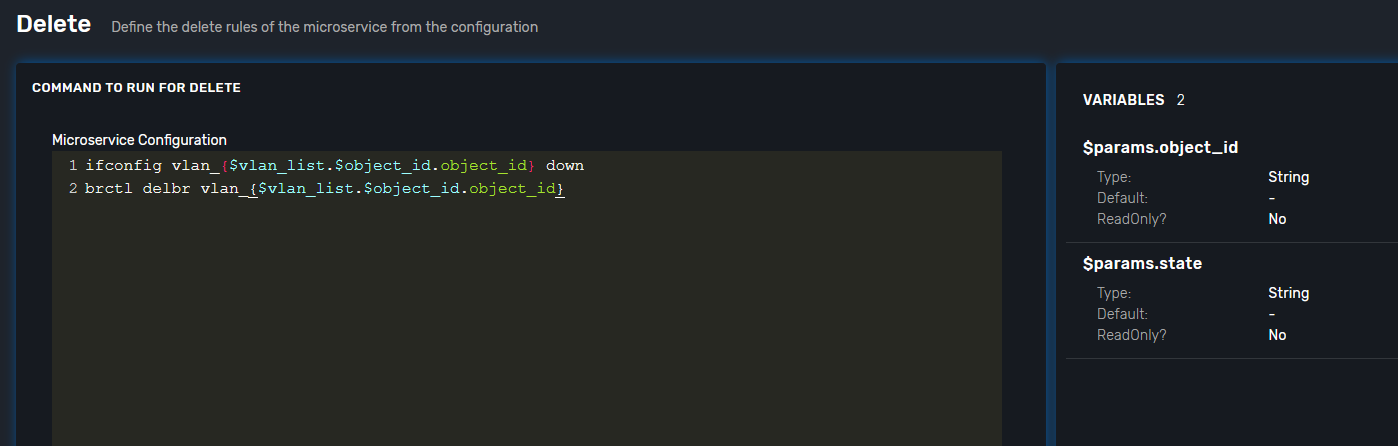 Delete Define the delete rules of the microservice from the configuration
COMMAND TO RUN FOR DELETE
Microservice Configuration
1 ifconfig vlan_{$vlan_list.$object_id.object_id} down
2 brctl delbr vlan_{$vlan_list.$object_id.object_id}
VARIABLES 2
$params.object_id
Type: String
Default: -
ReadOnly? No
$params.state
Type: String
Default: -
ReadOnly? No